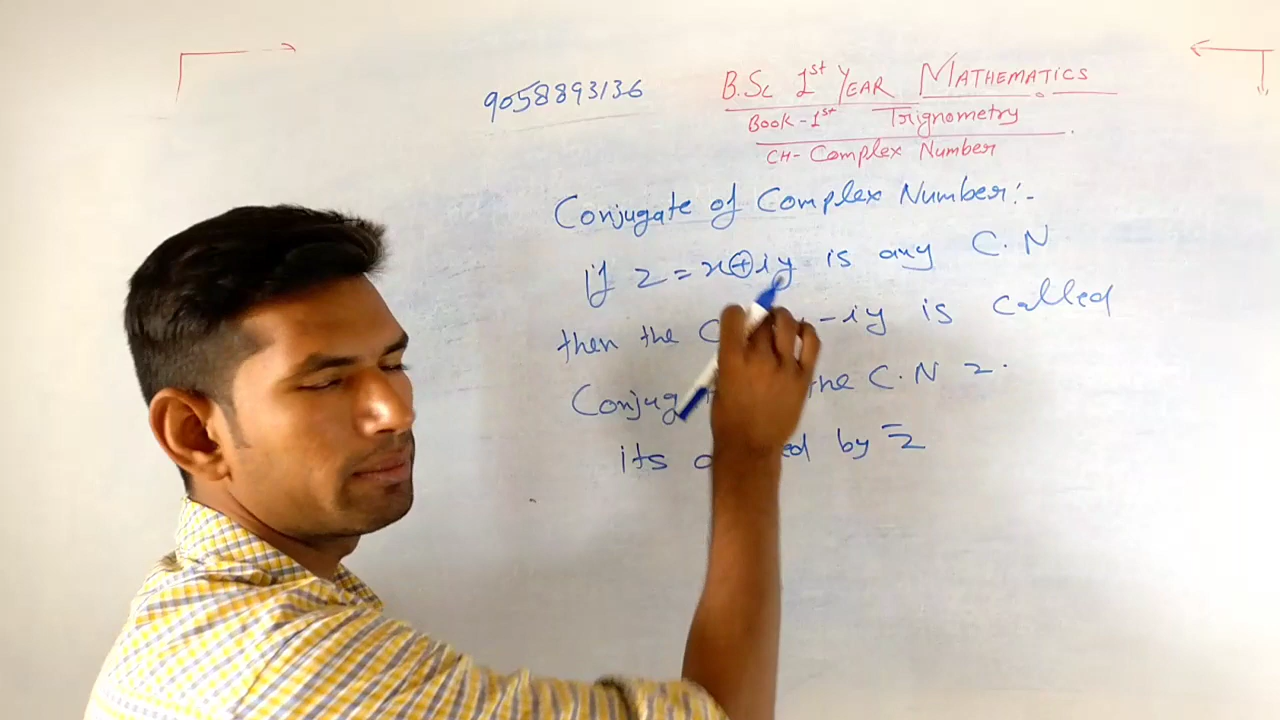 9058893136
B.Sc 1st YEAR MATHEMATICS
Book-1st Trignometry
CH- Complex Number
Conjugate of Complex Number:-
if z = x+iy is any C.N
then the C -iy is called
Conjug the C.N z.
its by z̄